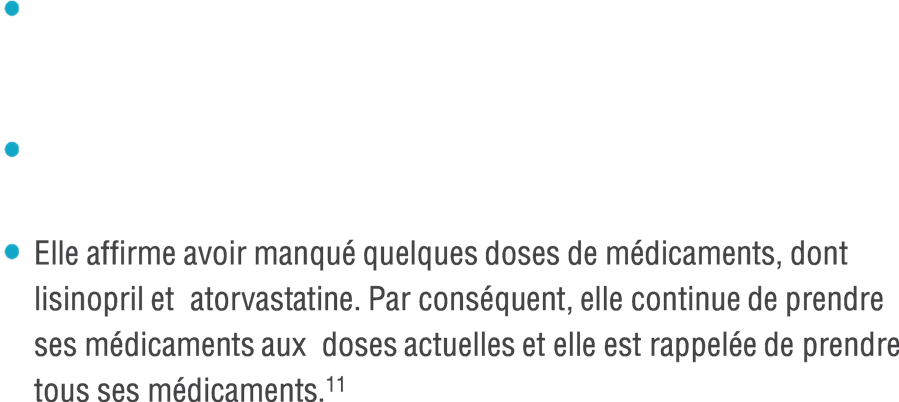 Elle affirme avoir manqué quelques doses de médicaments, dont
lisinopril et  atorvastatine. Par conséquent, elle continue de prendre
ses médicaments aux  doses actuelles et elle est rappelée de prendre
tous ses médicaments.¹¹